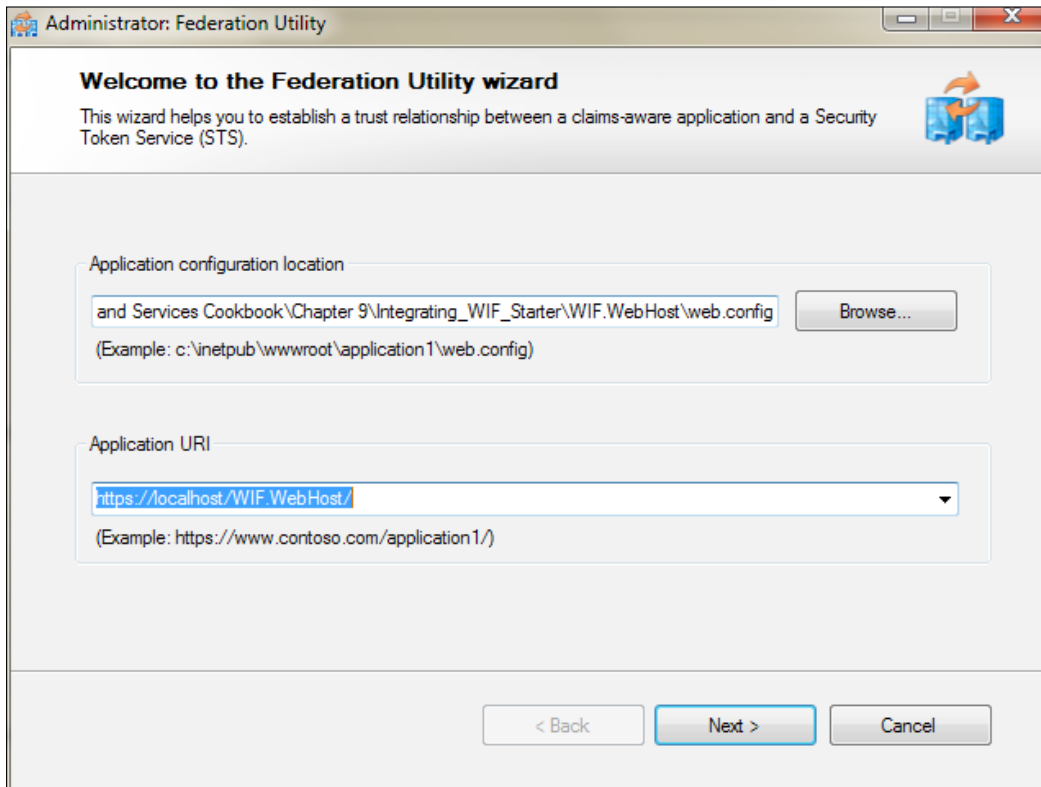 Administrator: Federation Utility
Welcome to the Federation Utility wizard
This wizard helps you to establish a trust relationship between a claims-aware application and a Security
Token Service (STS).
Application configuration location
and Services Cookbook\Chapter 9\Integrating_WIF_Starter\WIF.WebHost\web.config
Browse...
(Example: c:\inetpub\wwwroot\application1\web.config)
Application URI
https://localhost/WIF.WebHost/
(Example: https://www.contoso.com/application1/)
< Back
Next >
Cancel